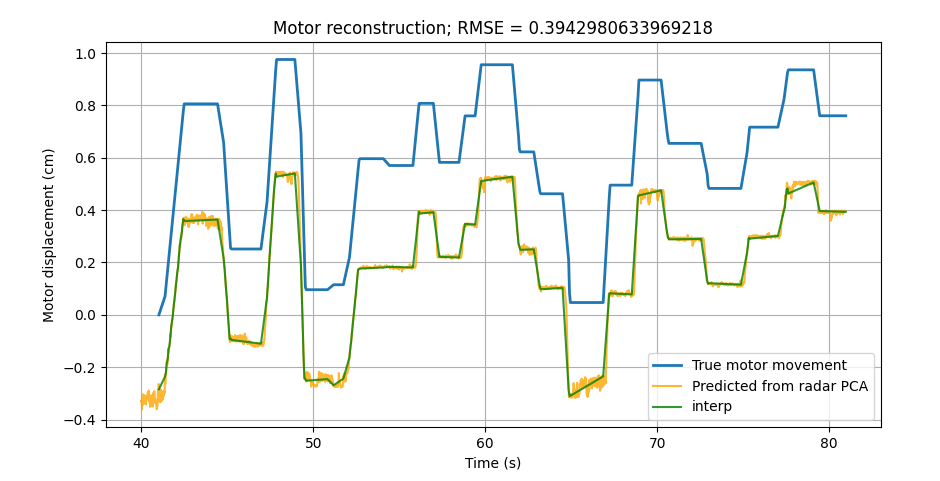 Motor reconstruction; RMSE = 0.3942980633969218
Motor displacement (cm)
1.0
0.8
0.6
0.4
0.2
0.0
−0.2
−0.4
True motor movement
Predicted from radar PCA
interp
40
50
60
70
80
Time (s)